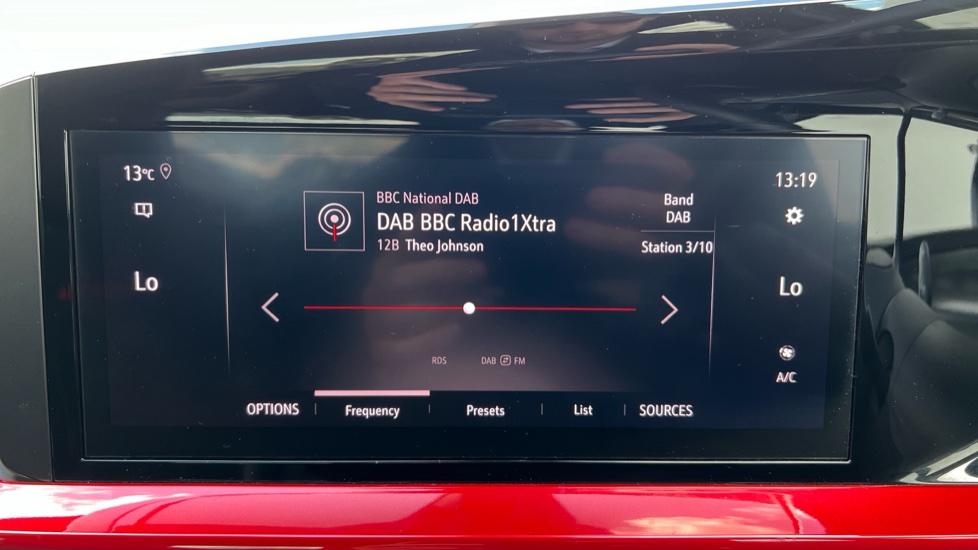 13°C
13:19
BBC National DAB
DAB BBC Radio1Xtra
12B Theo Johnson
Band
DAB
Station 3/10
Lo
Lo
RDS
DAB FM
A/C
OPTIONS
Frequency
Presets
List
SOURCES